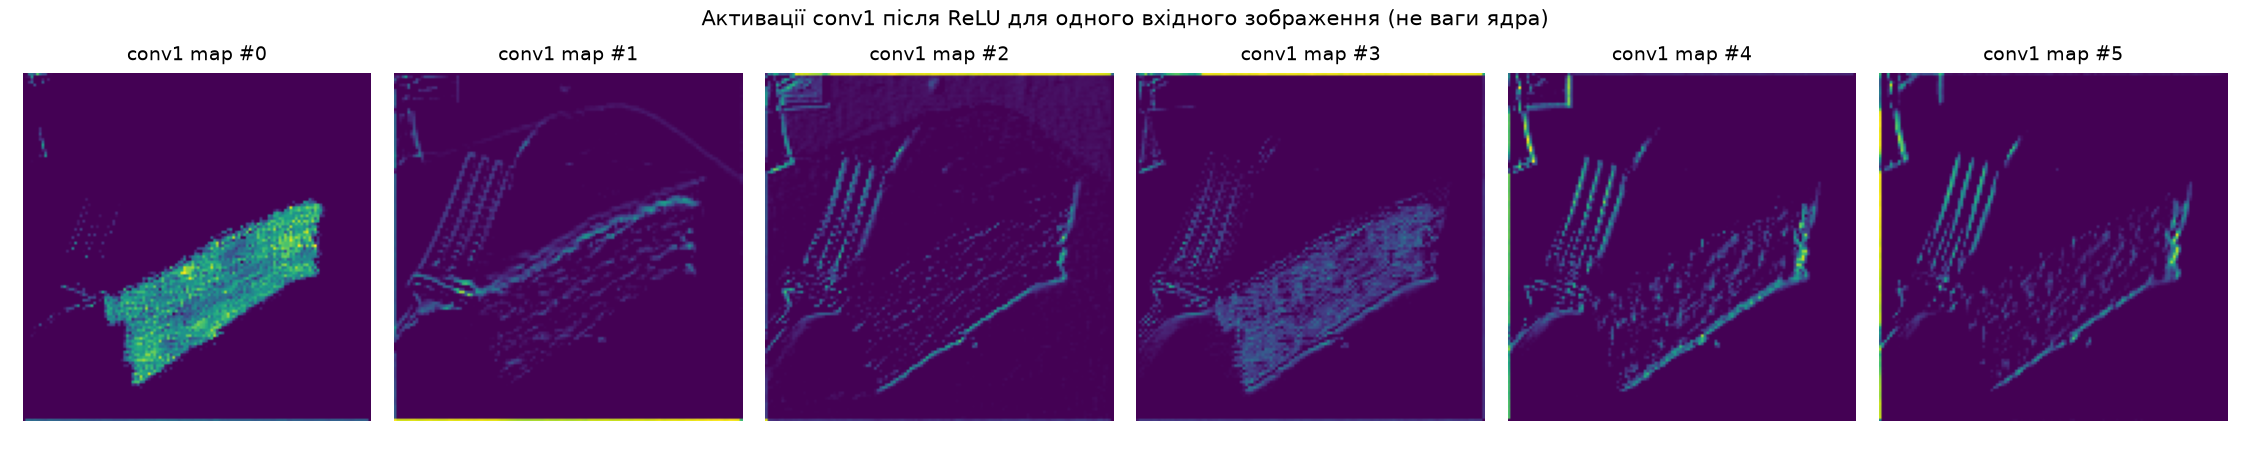 Активації conv1 після ReLU для одного вхідного зображення (не ваги ядра)
conv1 map #0
conv1 map #1
conv1 map #2
conv1 map #3
conv1 map #4
conv1 map #5